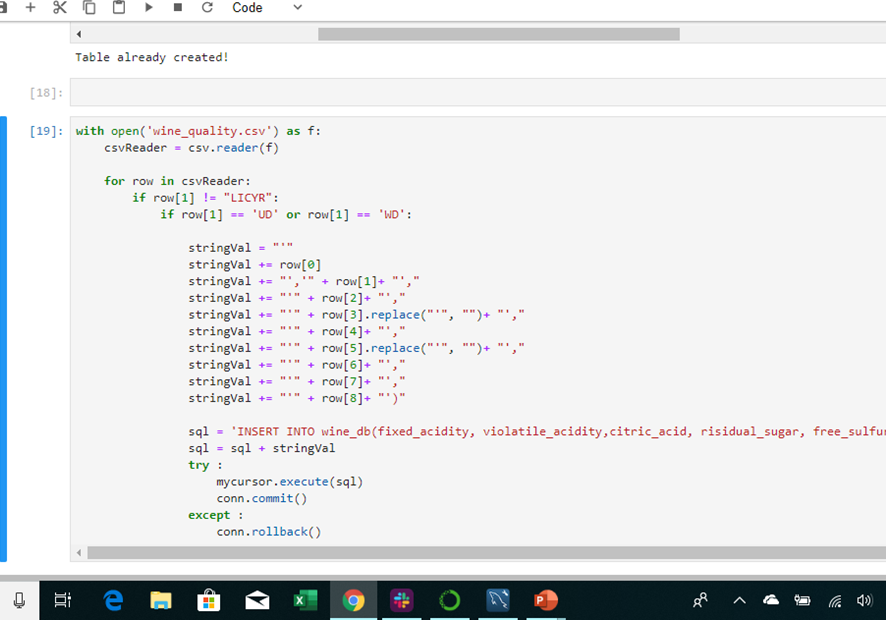 Code
Table already created!
[18]:
[19]:
with open('wine_quality.csv') as f:
    csvReader = csv.reader(f)
    for row in csvReader:
        if row[1] != "LICYR":
            if row[1] == 'UD' or row[1] == 'WD':
                stringVal = "'"
                stringVal += row[0]
                stringVal += "','" + row[1]+ "',"
                stringVal += "'" + row[2]+ "',"
                stringVal += "'" + row[3].replace("'", "")+ "',"
                stringVal += "'" + row[4]+ "',"
                stringVal += "'" + row[5].replace("'", "")+ "',"
                stringVal += "'" + row[6]+ "',"
                stringVal += "'" + row[7]+ "',"
                stringVal += "'" + row[8]+ "')"
                sql = 'INSERT INTO wine_db(fixed_acidity, violatile_acidity,citric_acid, risidual_sugar, free_sulfur
                sql = sql + stringVal
                try :
                    mycursor.execute(sql)
                    conn.commit()
                except :
                    conn.rollback()